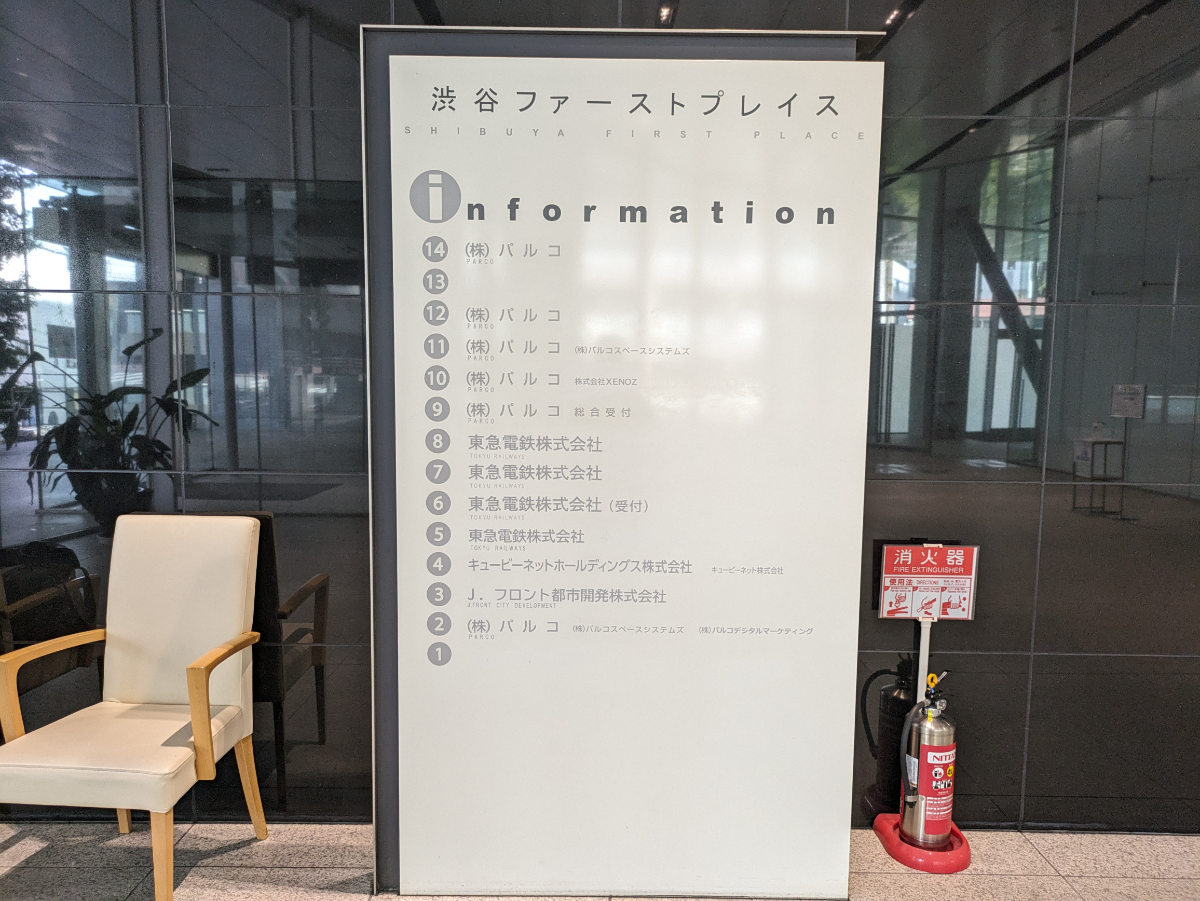 渋谷ファーストプレイス
SHIBUYA FIRST PLACE
information
14 (株)パルコ
PARCO
13
12 (株)パルコ
PARCO
11 (株)パルコ (株)パルコスペースシステムズ
PARCO
10 (株)パルコ 株式会社XENOZ
PARCO
9 (株)パルコ 総合受付
PARCO
8 東急電鉄株式会社
TOKYU RAILWAYS
7 東急電鉄株式会社
TOKYU RAILWAYS
6 東急電鉄株式会社(受付)
TOKYU RAILWAYS
5 東急電鉄株式会社
TOKYU RAILWAYS
4 キュービーネットホールディングス株式会社 キュービーネット株式会社
3 J.フロント都市開発株式会社
J.FRONT CITY DEVELOPMENT
2 (株)パルコ (株)パルコスペースシステムズ (株)パルコデジタルマーケティング
PARCO
1
消火器
FIRE EXTINGUISHER
使用法 DIRECTIONS